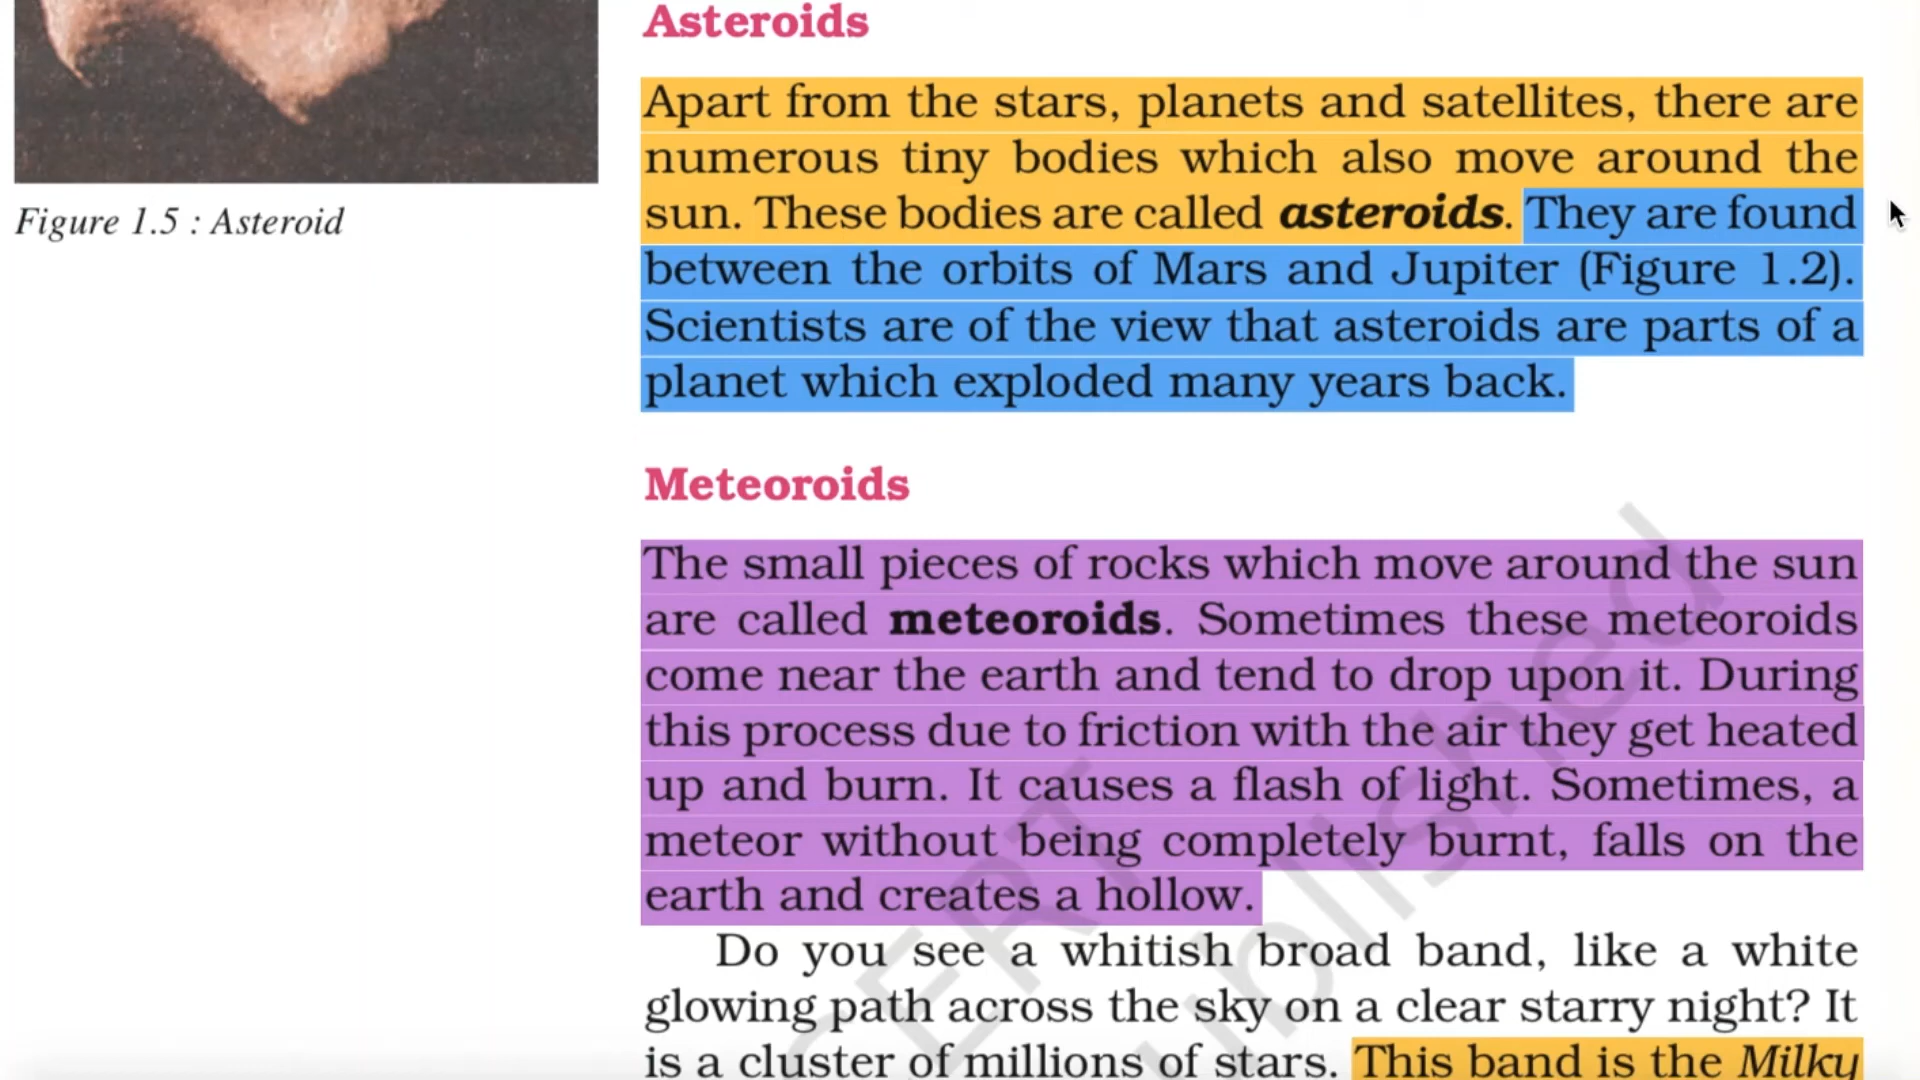 Asteroids
Apart from the stars, planets and satellites, there are
numerous tiny bodies which also move around the
sun. These bodies are called asteroids. They are found
between the orbits of Mars and Jupiter (Figure 1.2).
Scientists are of the view that asteroids are parts of a
planet which exploded many years back.
Figure 1.5 : Asteroid
Meteoroids
The small pieces of rocks which move around the sun
are called meteoroids. Sometimes these meteoroids
come near the earth and tend to drop upon it. During
this process due to friction with the air they get heated
up and burn. It causes a flash of light. Sometimes, a
meteor without being completely burnt, falls on the
earth and creates a hollow.
Do you see a whitish broad band, like a white
glowing path across the sky on a clear starry night? It
is a cluster of millions of stars. This band is the Milky